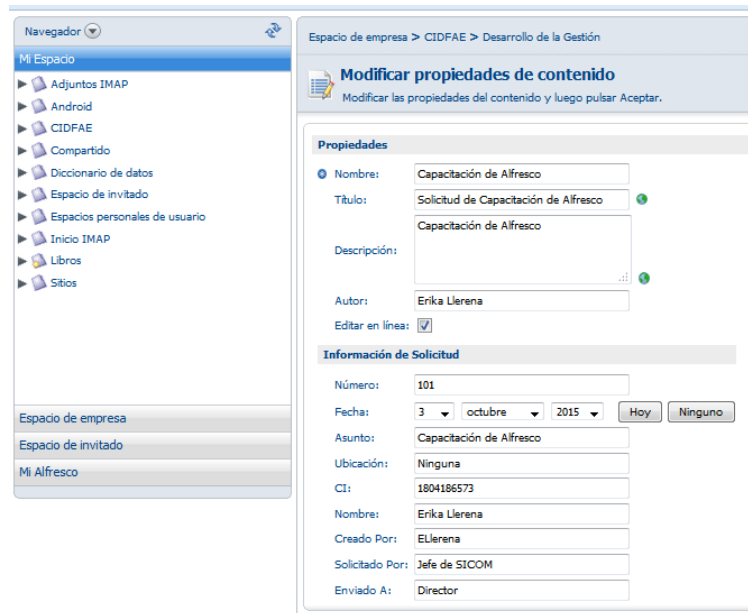 Navegador
Mi Espacio
Adjuntos IMAP
Android
CIDFAE
Compartido
Diccionario de datos
Espacio de invitado
Espacios personales de usuario
Inicio IMAP
Libros
Sitios
Espacio de empresa
Espacio de invitado
Mi Alfresco
Espacio de empresa > CIDFAE > Desarrollo de la Gestión
Modificar propiedades de contenido
Modificar las propiedades del contenido y luego pulsar Aceptar.
Propiedades
Nombre: Capacitación de Alfresco
Título: Solicitud de Capacitación de Alfresco
Capacitación de Alfresco
Descripción:
Autor: Erika Llerena
Editar en línea:
Información de Solicitud
Número: 101
Fecha: 3 octubre 2015 Hoy Ninguno
Asunto: Capacitación de Alfresco
Ubicación: Ninguna
CI: 1804186573
Nombre: Erika Llerena
Creado Por: ELlerena
Solicitado Por: Jefe de SICOM
Enviado A: Director